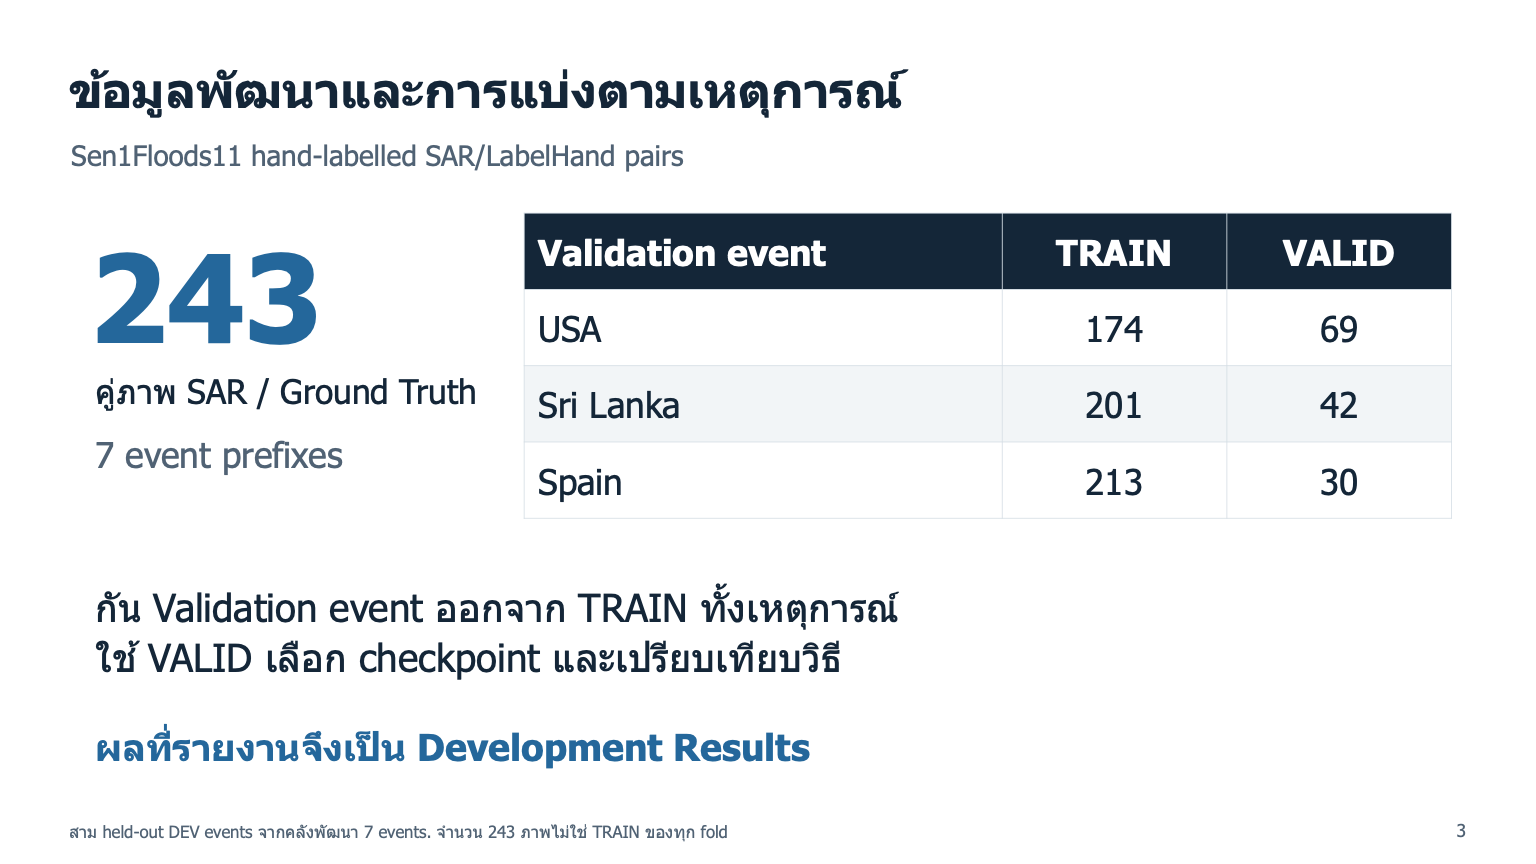 ข้อมูลพัฒนาและการแบ่งตามเหตุการณ์
Sen1Floods11 hand-labelled SAR/LabelHand pairs
243
คู่ภาพ SAR / Ground Truth
7 event prefixes
Validation event TRAIN VALID
USA 174 69
Sri Lanka 201 42
Spain 213 30
กัน Validation event ออกจาก TRAIN ทั้งเหตุการณ์
ใช้ VALID เลือก checkpoint และเปรียบเทียบวิธี
ผลที่รายงานจึงเป็น Development Results
สาม held-out DEV events จากคลังพัฒนา 7 events. จำนวน 243 ภาพไม่ใช่ TRAIN ของทุก fold
3